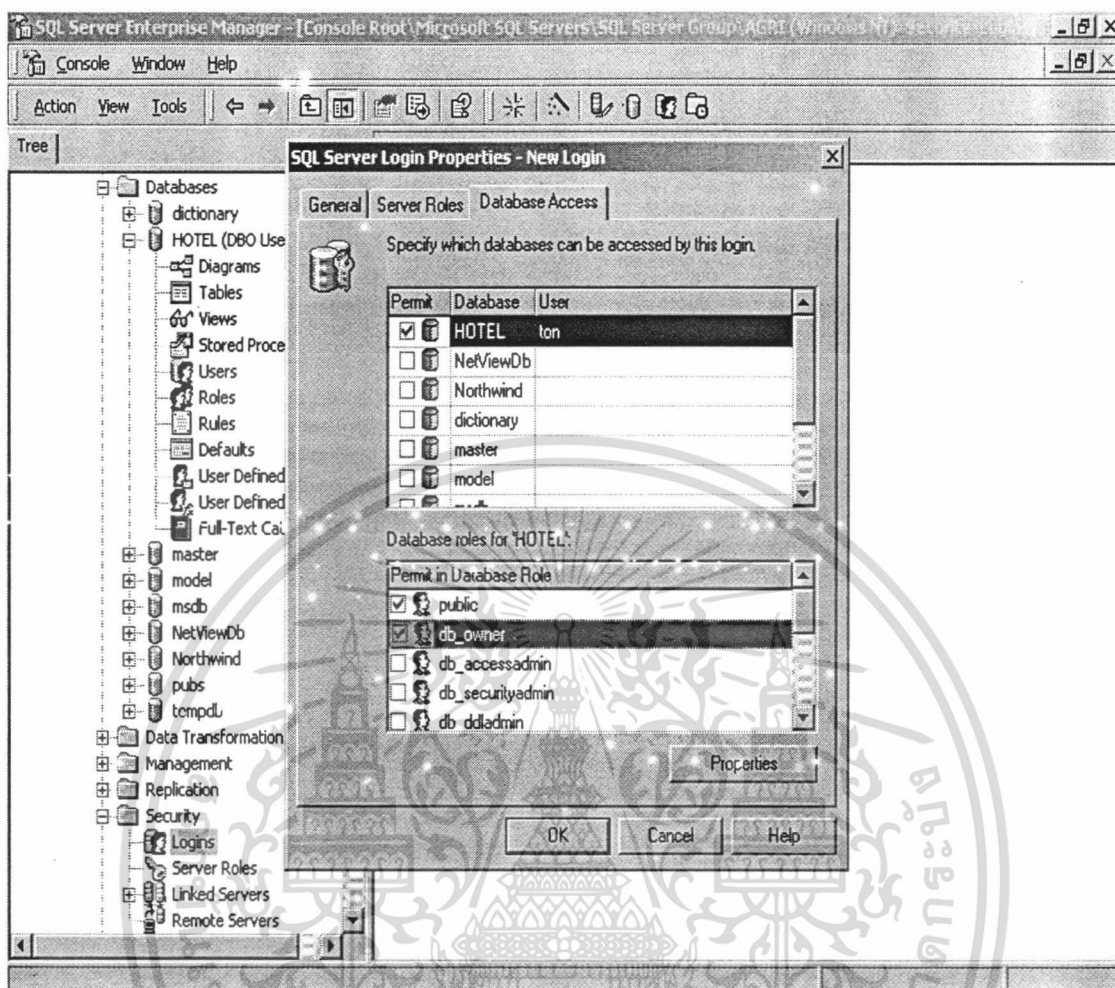 SQL Server Enterprise Manager - [Console Root\Microsoft SQL Servers\SQL Server Group\
Console Window Help
Action View Tools
Tree
Databases
dictionary
HOTEL (DBO Use
Diagrams
Tables
Views
Stored Proce
Users
Roles
Rules
Defaults
User Defined
User Defined
Full-Text Cat
master
model
msdb
NetViewDb
Northwind
pubs
tempdb
Data Transformation
Management
Replication
Security
Logins
Server Roles
Linked Servers
Remote Servers
SQL Server Login Properties - New Login
General Server Roles Database Access
Specify which databases can be accessed by this login.
Permit Database User
HOTEL ton
NetViewDb
Northwind
dictionary
master
model
Database roles for 'HOTEL':
Permit in Database Role
public
db_owner
db_accessadmin
db_securityadmin
db_ddladmin
Properties
OK Cancel Help